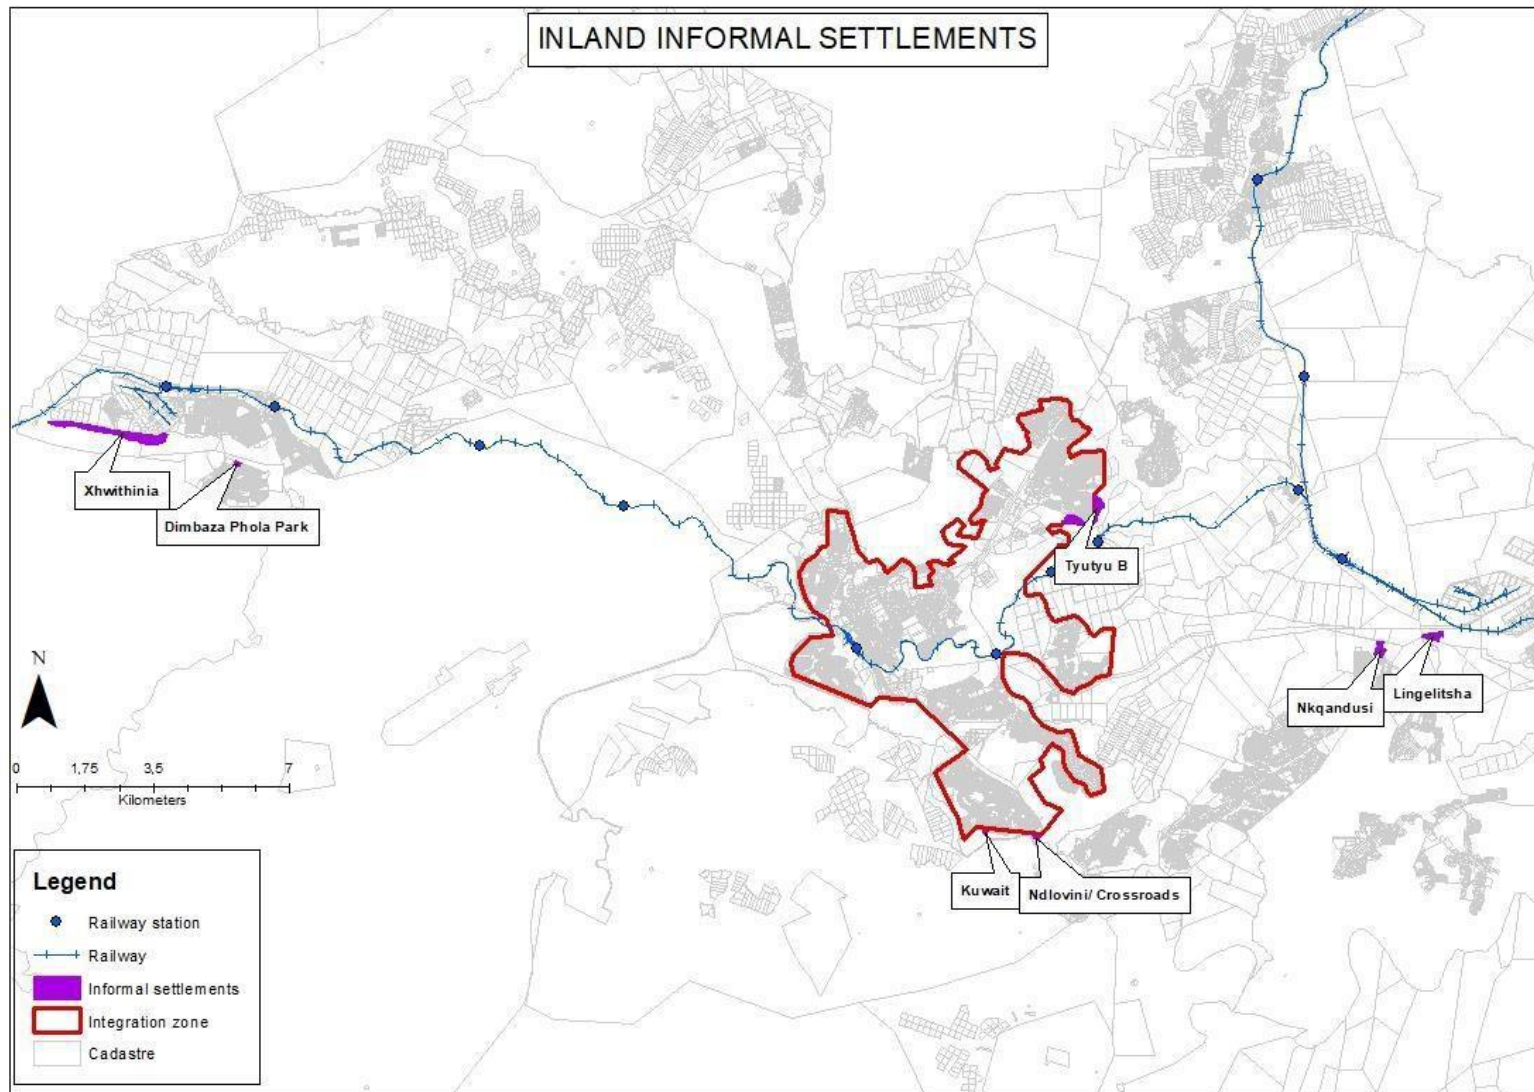 INLAND INFORMAL SETTLEMENTS
Xhwithinia
Dimbaza Phola Park
Tyutyu B
Nkqandusi
Lingelitsha
Kuwait
Ndlovini/ Crossroads
N
0 1,75 3,5 7
Kilometers
Legend
Railway station
Railway
Informal settlements
Integration zone
Cadastre